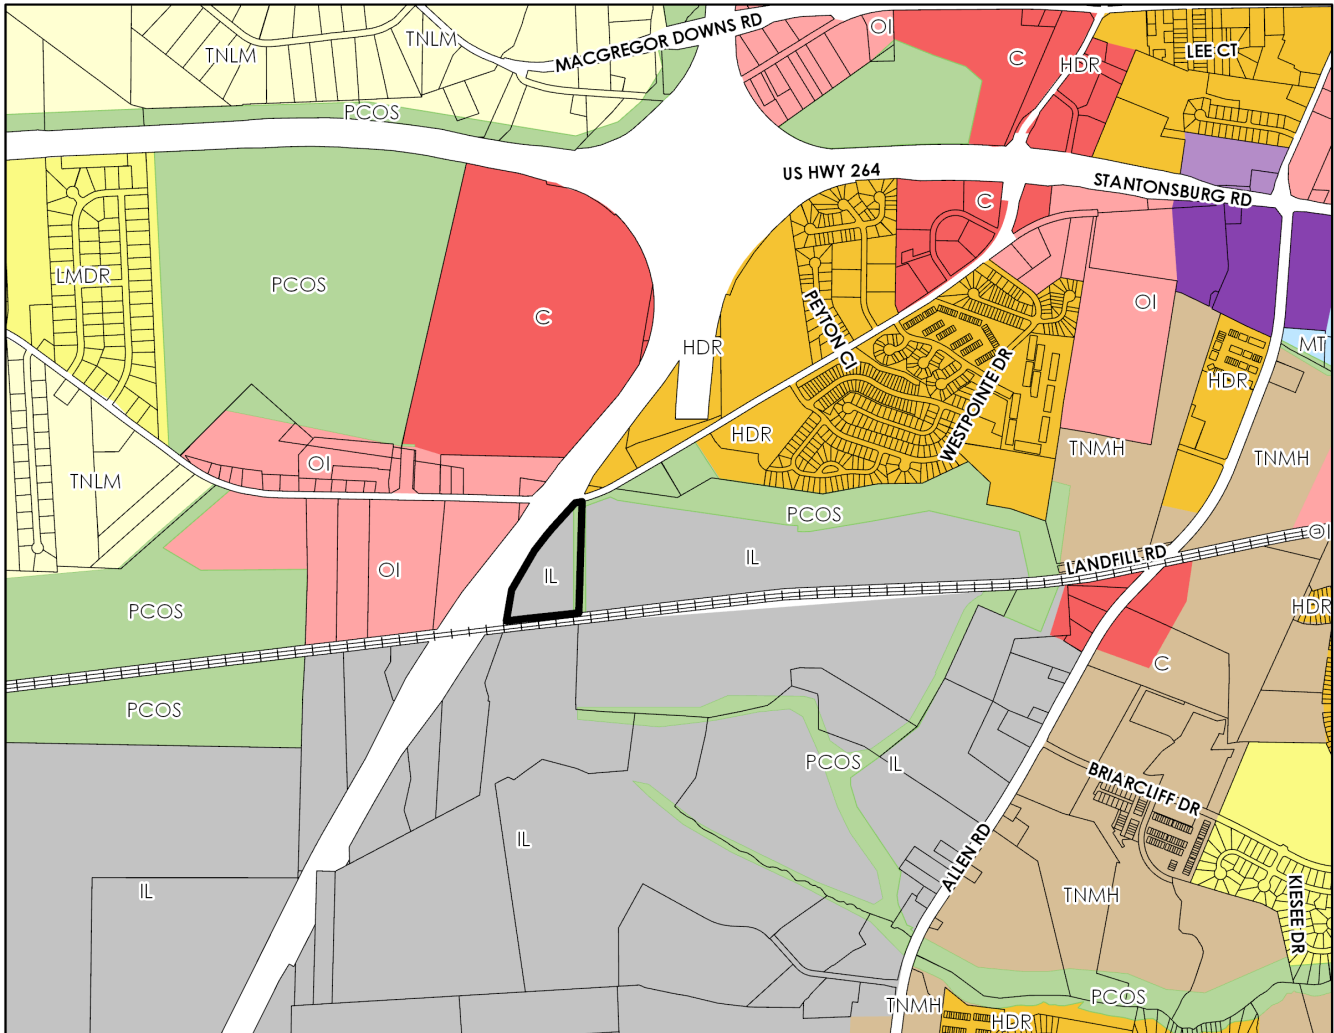 TNLM
TNLM
MACGREGOR DOWNS RD
OI
C
HDR
LEE CT
PCOS
US HWY 264
STANTONSBURG RD
C
LMDR
PCOS
C
PEYTON CI
OI
HDR
MT
WESTPOINTE DR
HDR
HDR
TNMH
TNMH
OI
TNLM
PCOS
OI
IL
IL
LANDFILL RD
OI
PCOS
HDR
C
PCOS
PCOS
IL
BRIARCLIFF DR
IL
ALLEN RD
IL
TNMH
KIESEE DR
TNMH
PCOS
HDR